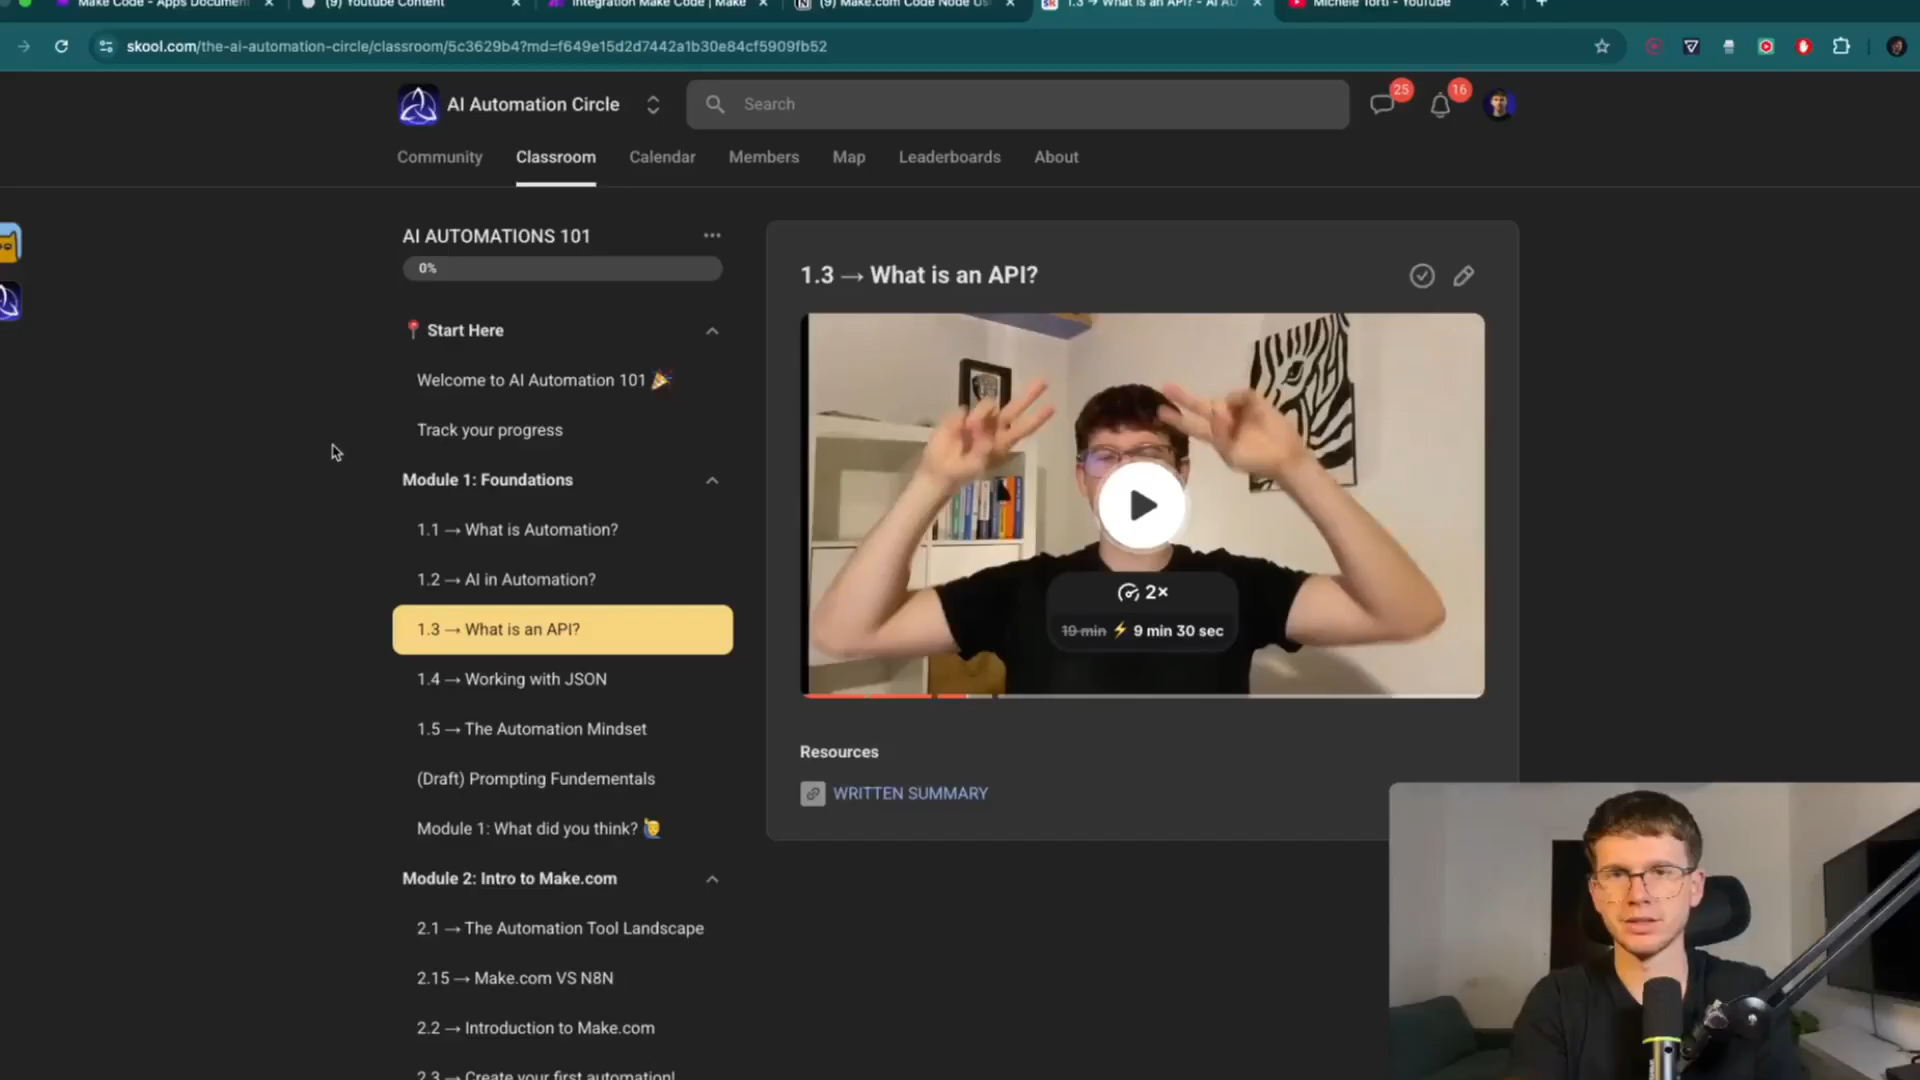 Make Code - Apps Document
(9) Youtube Content
Integration Make Code | Make
(9) Make.com Code Node Us
1.3 → What is an API? - AI AU
Michele Torti - YouTube
skool.com/the-ai-automation-circle/classroom/5c3629b4?md=f649e15d2d7442a1b30e84cf5909fb52
AI Automation Circle
Search
25
16
Community
Classroom
Calendar
Members
Map
Leaderboards
About
AI AUTOMATIONS 101
0%
Start Here
Welcome to AI Automation 101 🎉
Track your progress
Module 1: Foundations
1.1 → What is Automation?
1.2 → AI in Automation?
1.3 → What is an API?
1.4 → Working with JSON
1.5 → The Automation Mindset
(Draft) Prompting Fundementals
Module 1: What did you think? 🙋‍♂️
Module 2: Intro to Make.com
2.1 → The Automation Tool Landscape
2.15 → Make.com VS N8N
2.2 → Introduction to Make.com
2.3 → Create your first automation!
1.3 → What is an API?
2×
19 min ⚡ 9 min 30 sec
Resources
WRITTEN SUMMARY